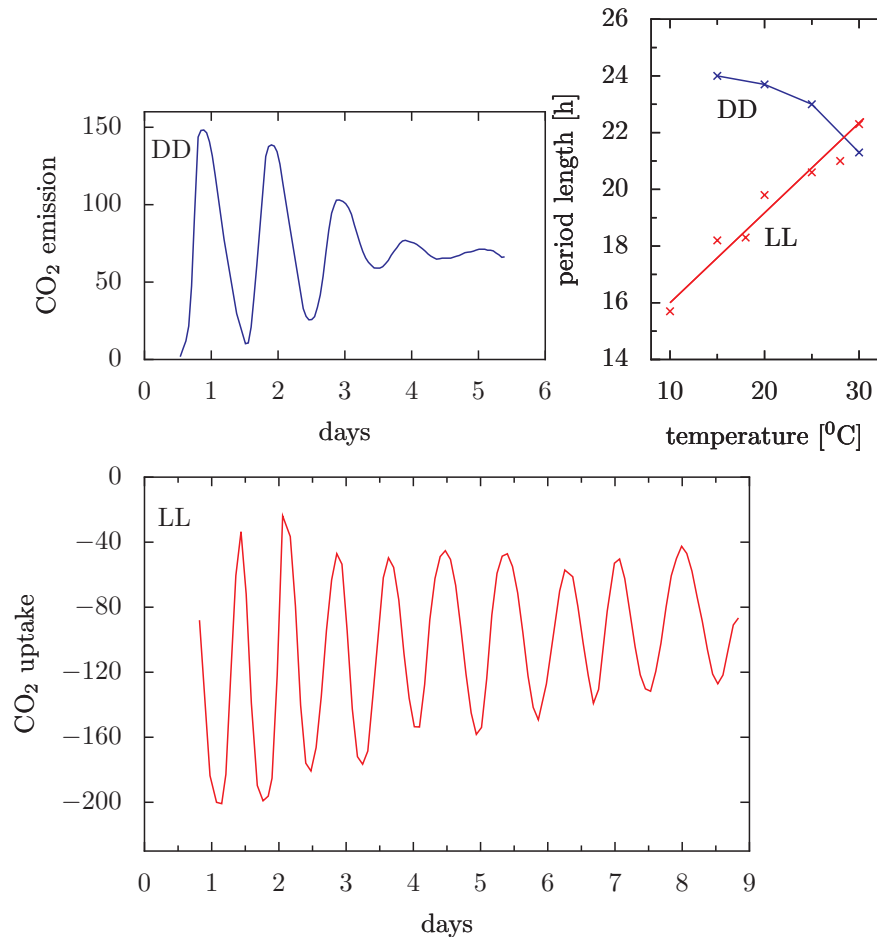 DD
150
100
50
0
CO₂ emission
0 1 2 3 4 5 6
days
24
22
20
18
16
14
period length [h]
DD
LL
10 20 30
temperature [⁰C]
LL
0
−40
−80
−120
−160
−200
CO₂ uptake
0 1 2 3 4 5 6 7 8 9
days